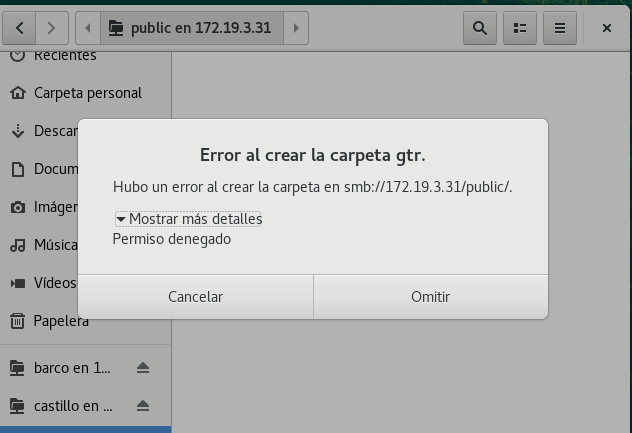 public en 172.19.3.31
Recientes
Carpeta personal
Descar
Docum
Imágen
Música
Vídeos
Papelera
barco en 1...
castillo en ...
Error al crear la carpeta gtr.
Hubo un error al crear la carpeta en smb://172.19.3.31/public/.
Mostrar más detalles
Permiso denegado
Cancelar
Omitir